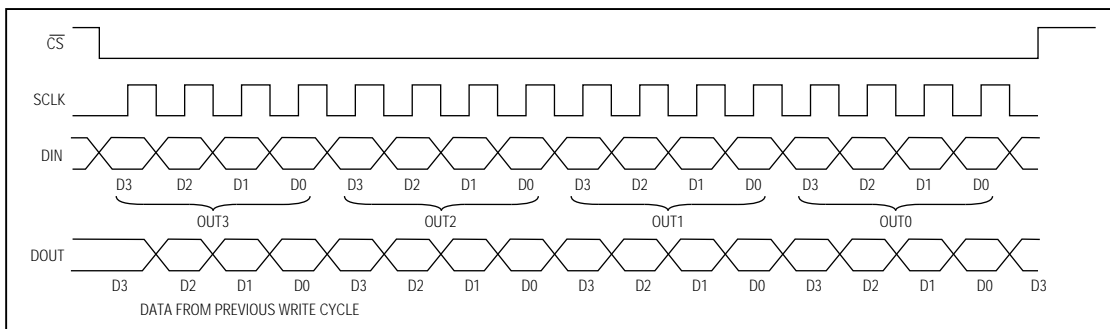 CS
SCLK
DIN
D3 D2 D1 D0 D3 D2 D1 D0 D3 D2 D1 D0 D3 D2 D1 D0
OUT3 OUT2 OUT1 OUT0
DOUT
D3 D2 D1 D0 D3 D2 D1 D0 D3 D2 D1 D0 D3 D2 D1 D0 D3
DATA FROM PREVIOUS WRITE CYCLE